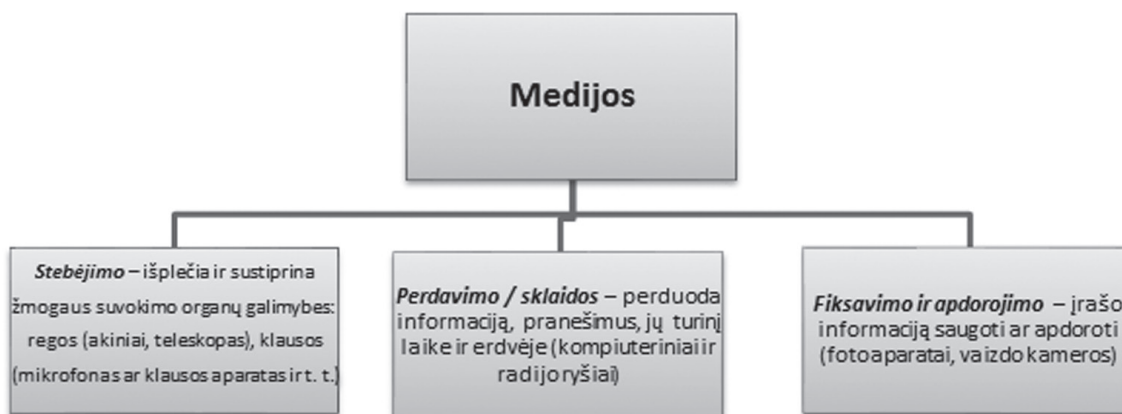 Medijos
Stebėjimo – išplečia ir sustiprina
žmogaus suvokimo organų galimybes:
regos (akiniai, teleskopas), klausos
(mikrofonas ar klausos aparatas ir t. t.)
Perdavimo / sklaidos – perduoda
informaciją, pranešimus, jų turinį
laike ir erdvėje (kompiuteriniai ir
radijo ryšiai)
Fiksavimo ir apdorojimo – įrašo
informaciją saugoti ar apdoroti
(fotoaparatai, vaizdo kameros)